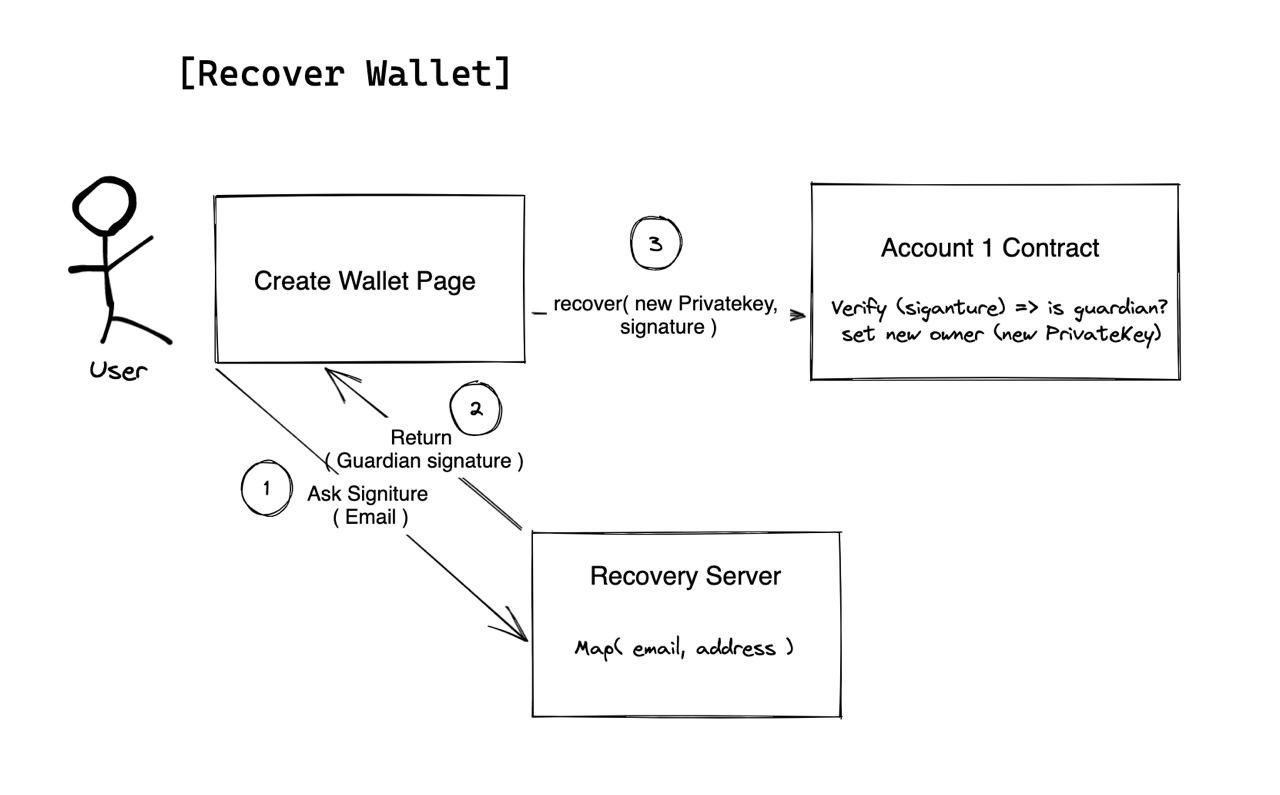 [Recover Wallet]
User
Create Wallet Page
3
recover( new Privatekey,
signature )
Account 1 Contract
Verify (siganture) => is guardian?
set new owner (new PrivateKey)
2
Return
( Guardian signature )
1
Ask Signiture
( Email )
Recovery Server
Map( email, address )